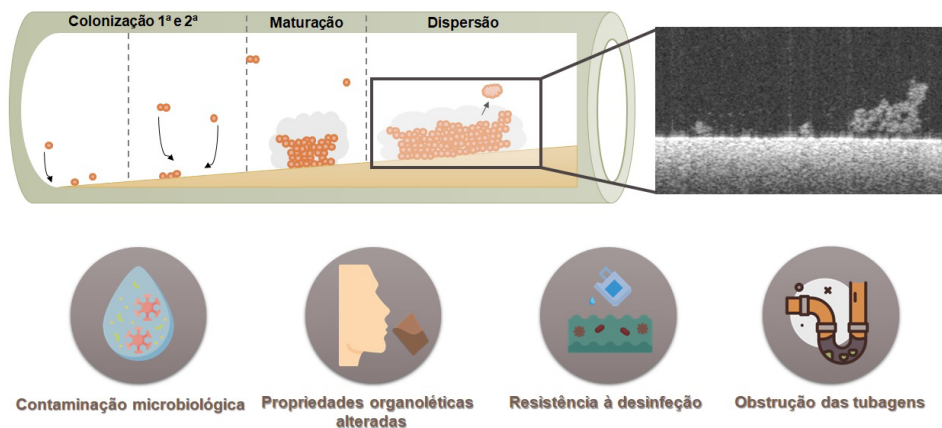 Colonização 1ª e 2ª
Maturação
Dispersão
Contaminação microbiológica
Propriedades organoléticas
alteradas
Resistência à desinfeção
Obstrução das tubagens